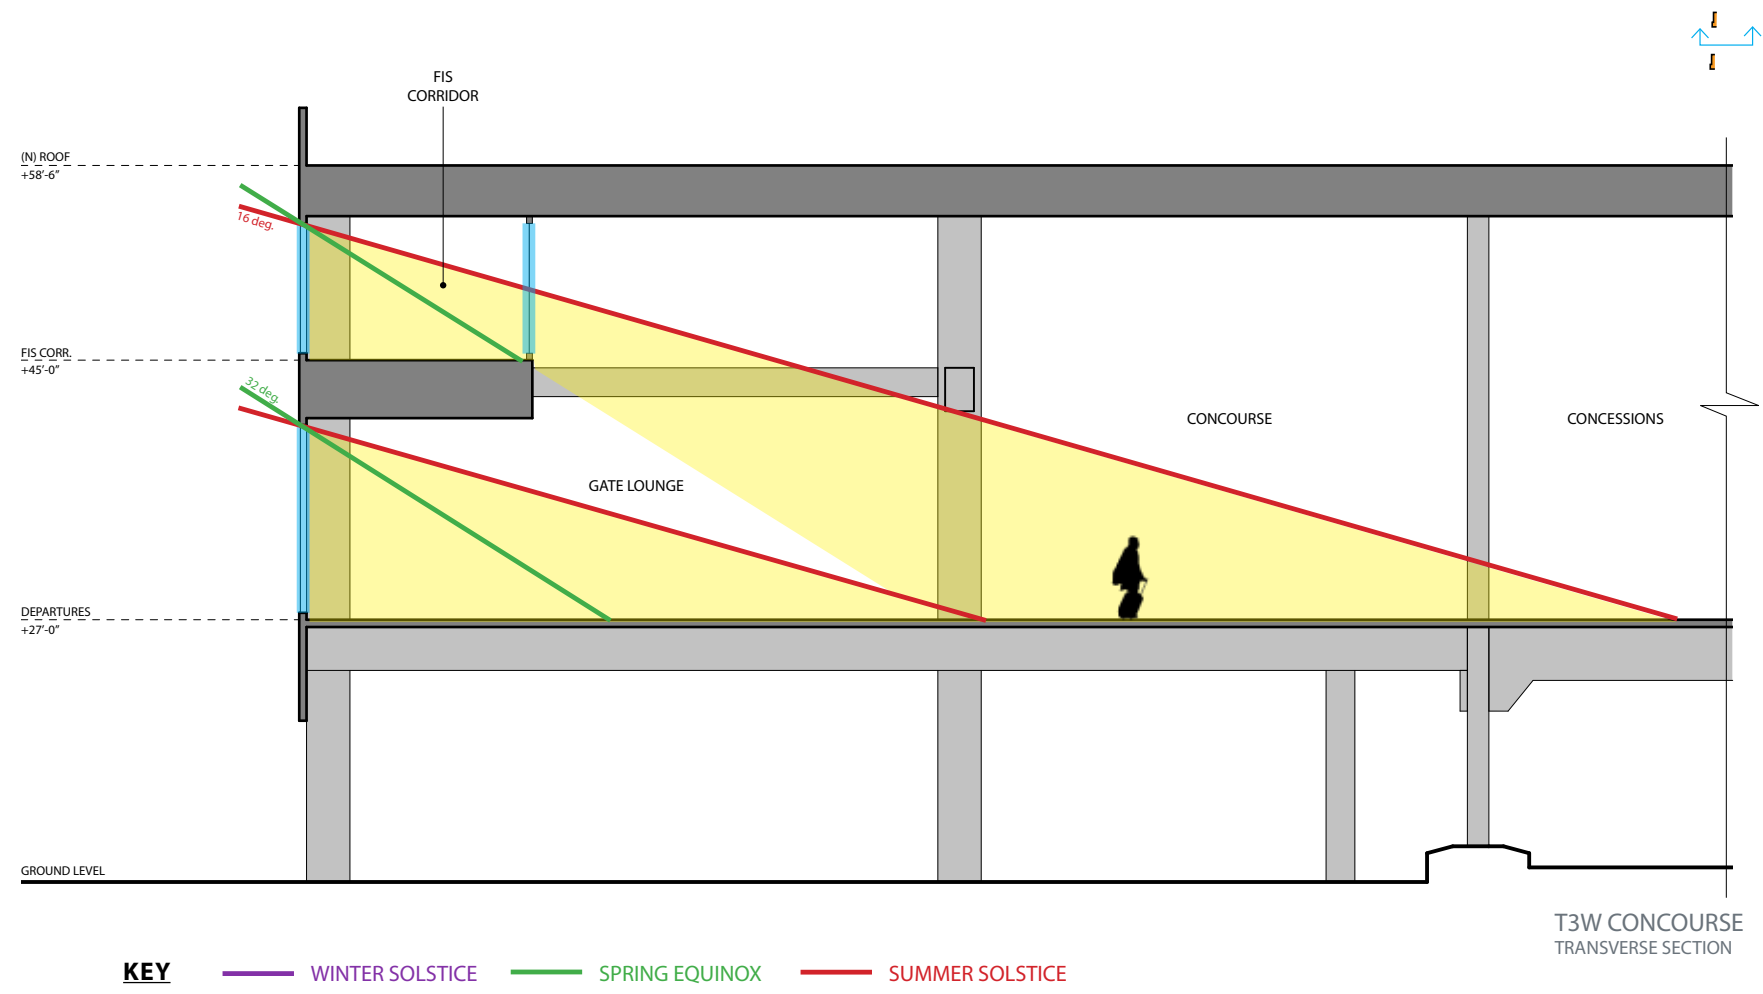 FIS
CORRIDOR
(N) ROOF
+58'-6"
16 deg.
FIS CORR.
+45'-0"
32 deg.
CONCOURSE
CONCESSIONS
GATE LOUNGE
DEPARTURES
+27'-0"
GROUND LEVEL
T3W CONCOURSE
TRANSVERSE SECTION
KEY
WINTER SOLSTICE
SPRING EQUINOX
SUMMER SOLSTICE